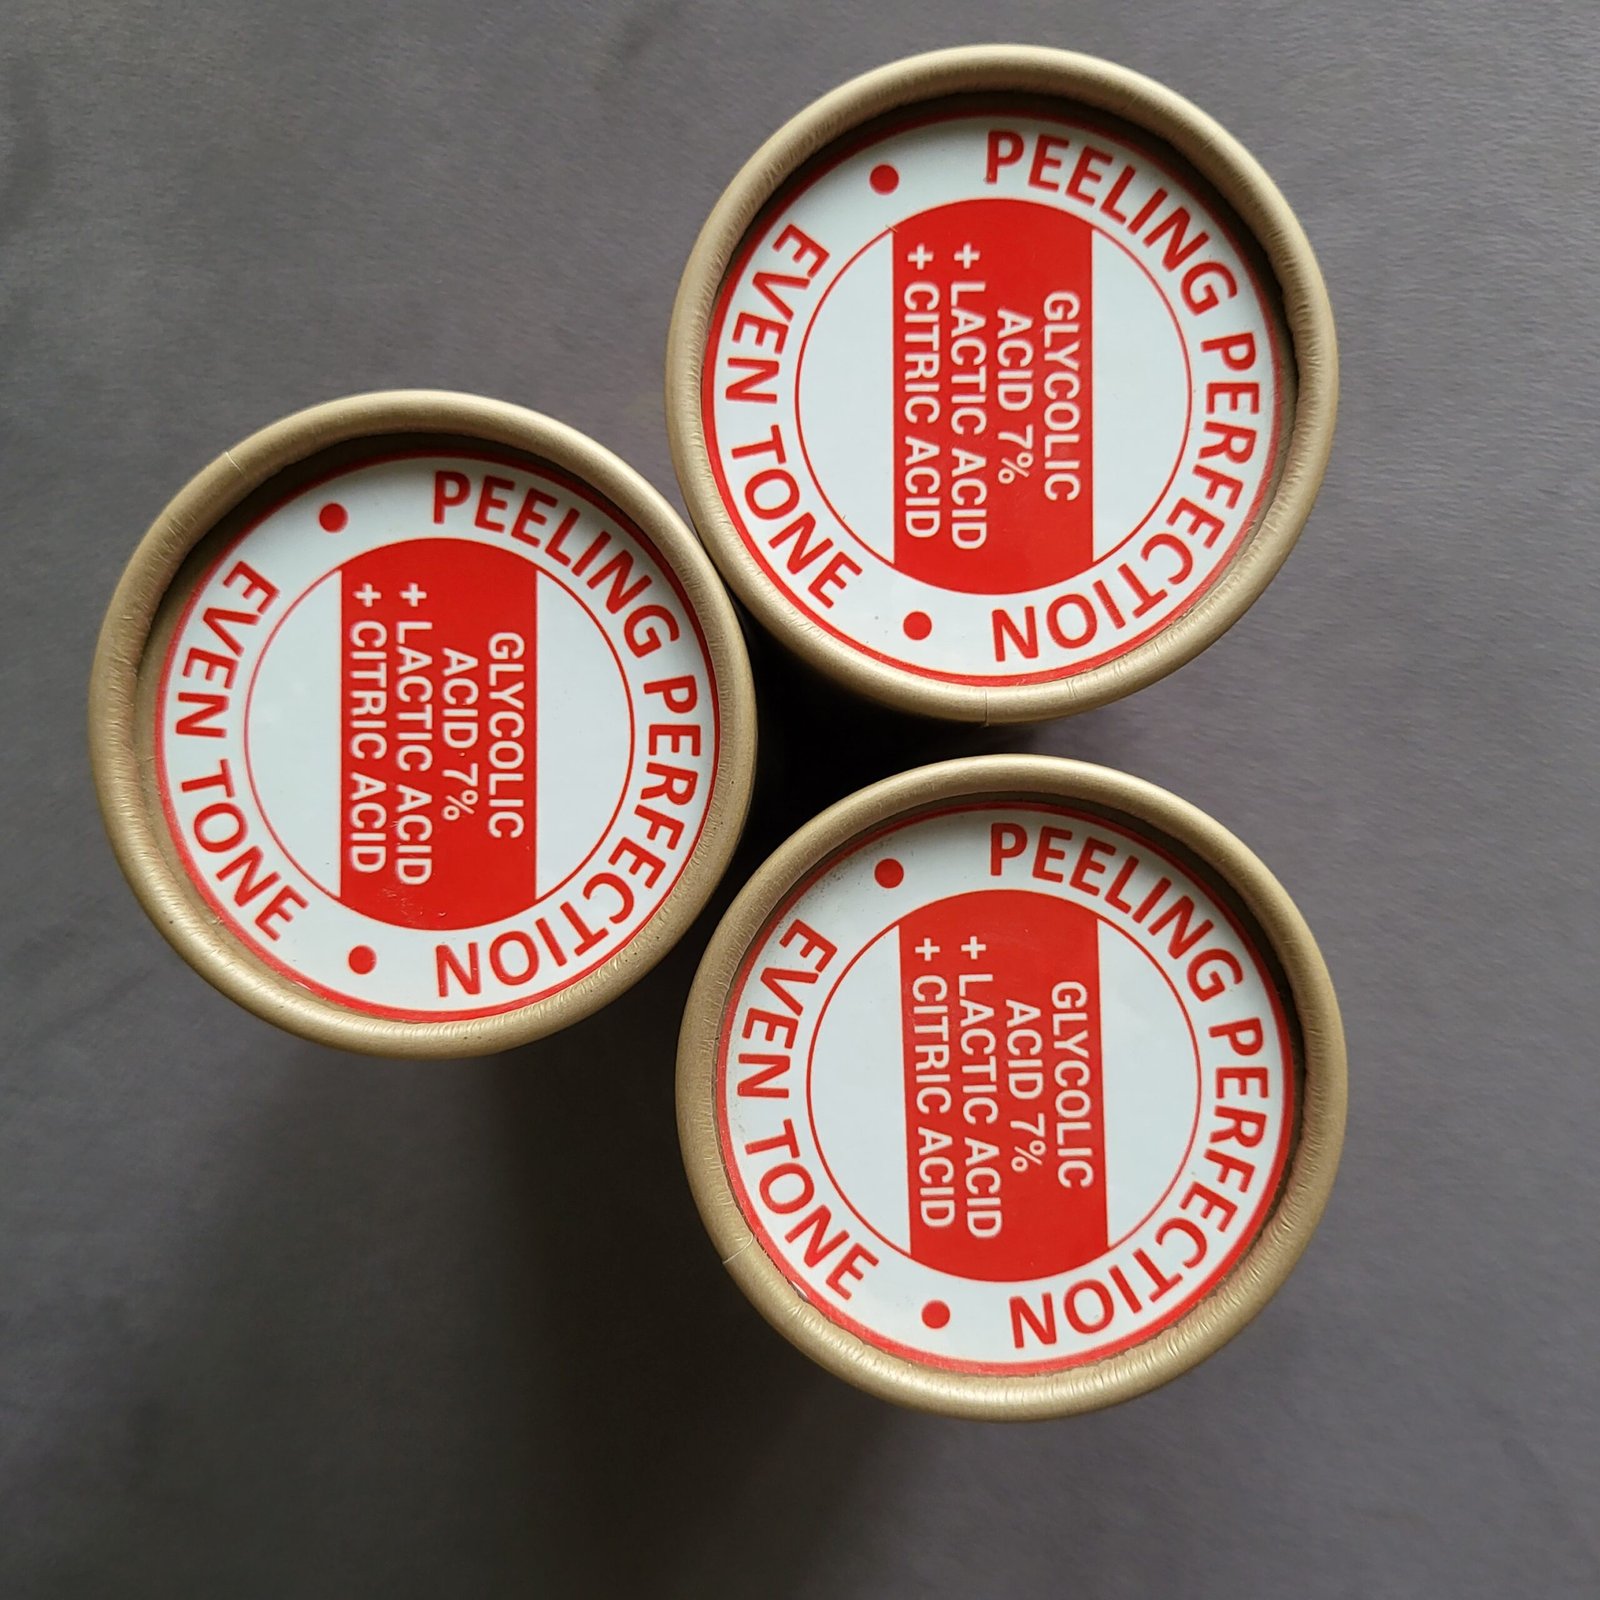 PEELING PERFECTION
EVEN TONE
GLYCOLIC
ACID 7%
+ LACTIC ACID
+ CITRIC ACID
PEELING PERFECTION
EVEN TONE
GLYCOLIC
ACID 7%
+ LACTIC ACID
+ CITRIC ACID
PEELING PERFECTION
EVEN TONE
GLYCOLIC
ACID 7%
+ LACTIC ACID
+ CITRIC ACID